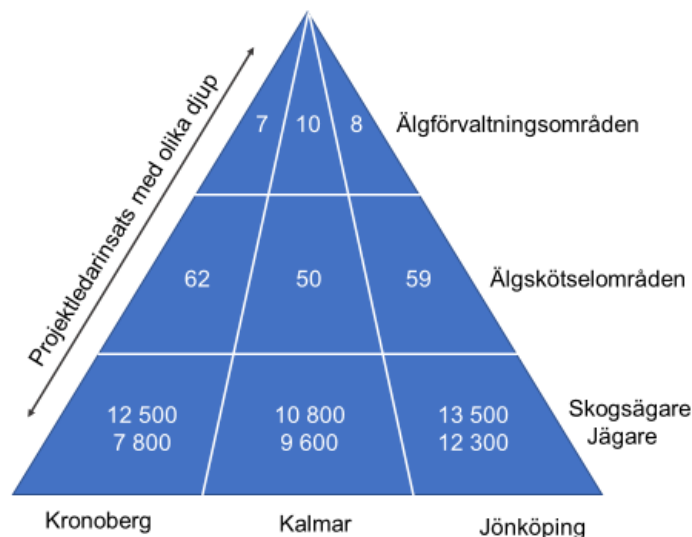 Projektledarinsats med olika djup
7 10 8 Älgförvaltningsområden
62 50 59 Älgskötselområden
12 500 10 800 13 500 Skogsägare
7 800 9 600 12 300 Jägare
Kronoberg Kalmar Jönköping